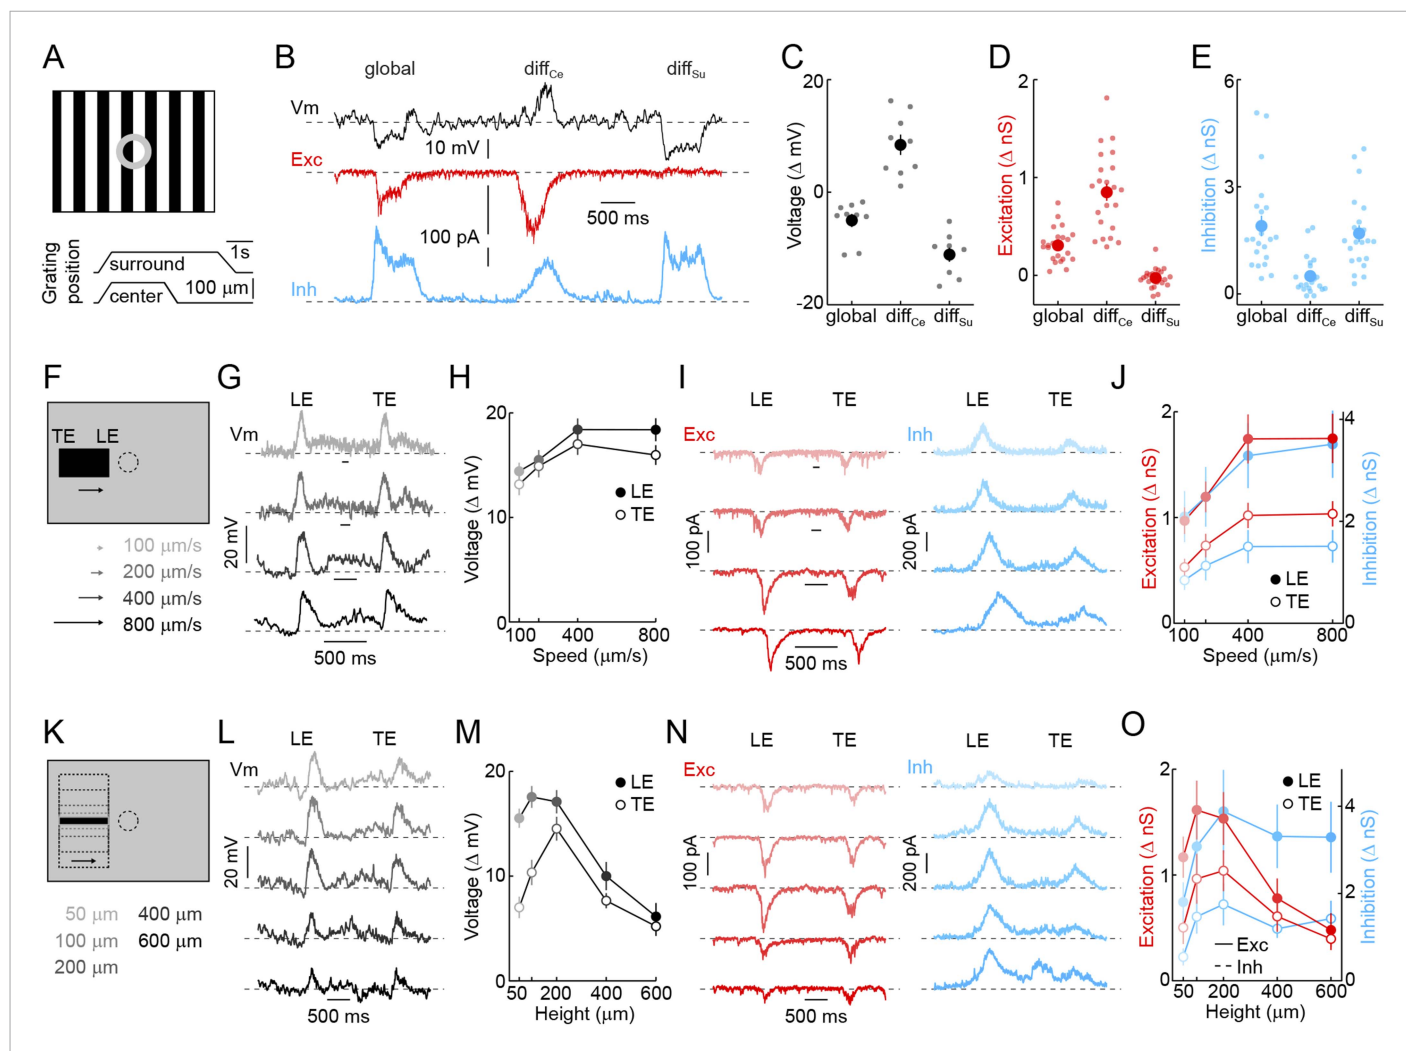 A
Grating
position
surround
center
1s
100 μm
B
global
diffCe
diffSu
Vm
10 mV
Exc
500 ms
100 pA
Inh
C
Voltage (Δ mV)
20
0
-20
global
diffCe
diffSu
D
Excitation (Δ nS)
2
1
0
global
diffCe
diffSu
E
Inhibition (Δ nS)
6
3
0
global
diffCe
diffSu
F
TE LE
100 μm/s
200 μm/s
400 μm/s
800 μm/s
G
LE TE
Vm
20 mV
500 ms
H
Voltage (Δ mV)
20
10
0
LE
TE
100 400 800
Speed (μm/s)
I
LE TE
Exc
100 pA
500 ms
LE TE
Inh
200 pA
J
Excitation (Δ nS)
2
1
0
Inhibition (Δ nS)
4
2
0
LE
TE
100 400 800
Speed (μm/s)
K
50 μm 400 μm
100 μm 600 μm
200 μm
L
LE TE
Vm
20 mV
500 ms
M
Voltage (Δ mV)
20
10
0
LE
TE
50 200 400 600
Height (μm)
N
LE TE
Exc
100 pA
500 ms
LE TE
Inh
200 pA
O
Excitation (Δ nS)
2
1
0
Inhibition (Δ nS)
4
2
0
LE
TE
Exc
Inh
50 200 400 600
Height (μm)